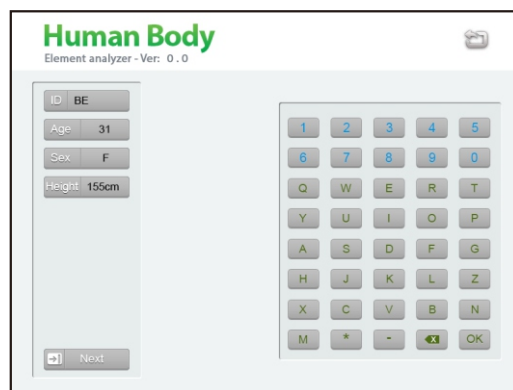 Human Body
Element analyzer - Ver: 0 . 0
ID BE
Age 31
Sex F
Height 155cm
Next
1 2 3 4 5
6 7 8 9 0
Q W E R T
Y U I O P
A S D F G
H J K L Z
X C V B N
M * - X OK